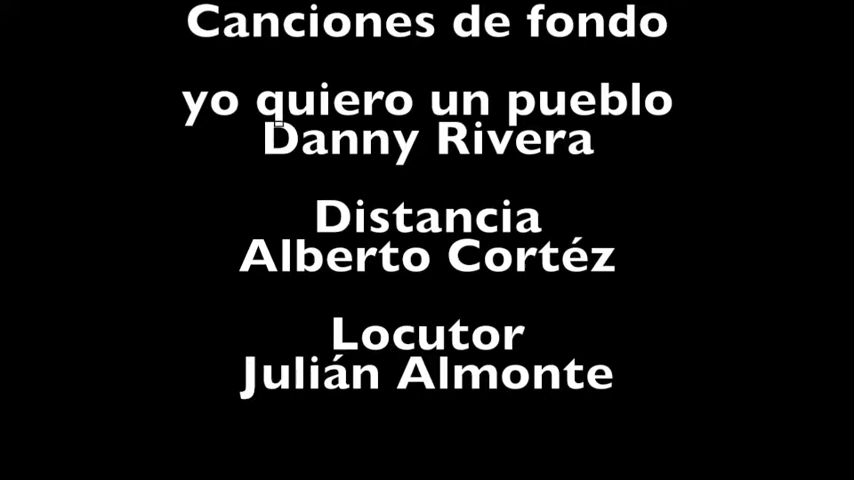 Canciones de fondo
yo quiero un pueblo
Danny Rivera
Distancia
Alberto Cortéz
Locutor
Julián Almonte